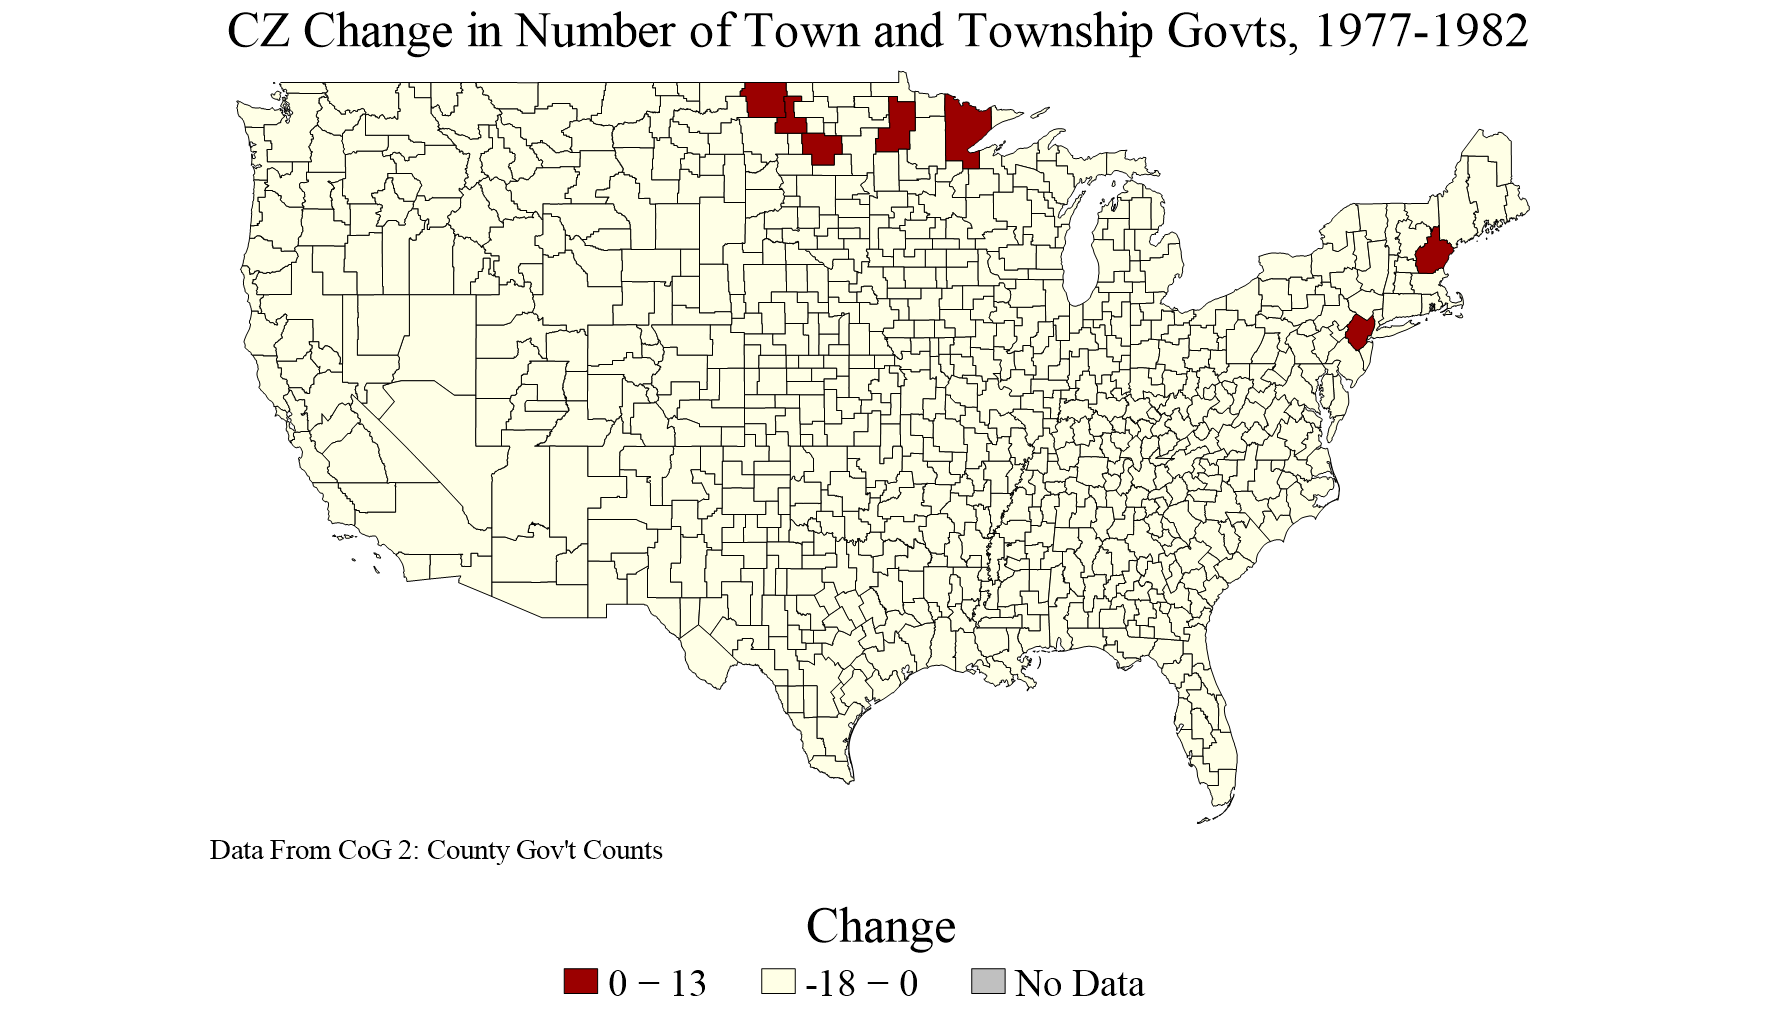 CZ Change in Number of Town and Township Govts, 1977-1982
Data From CoG 2: County Gov't Counts
Change
0 − 13
-18 − 0
No Data